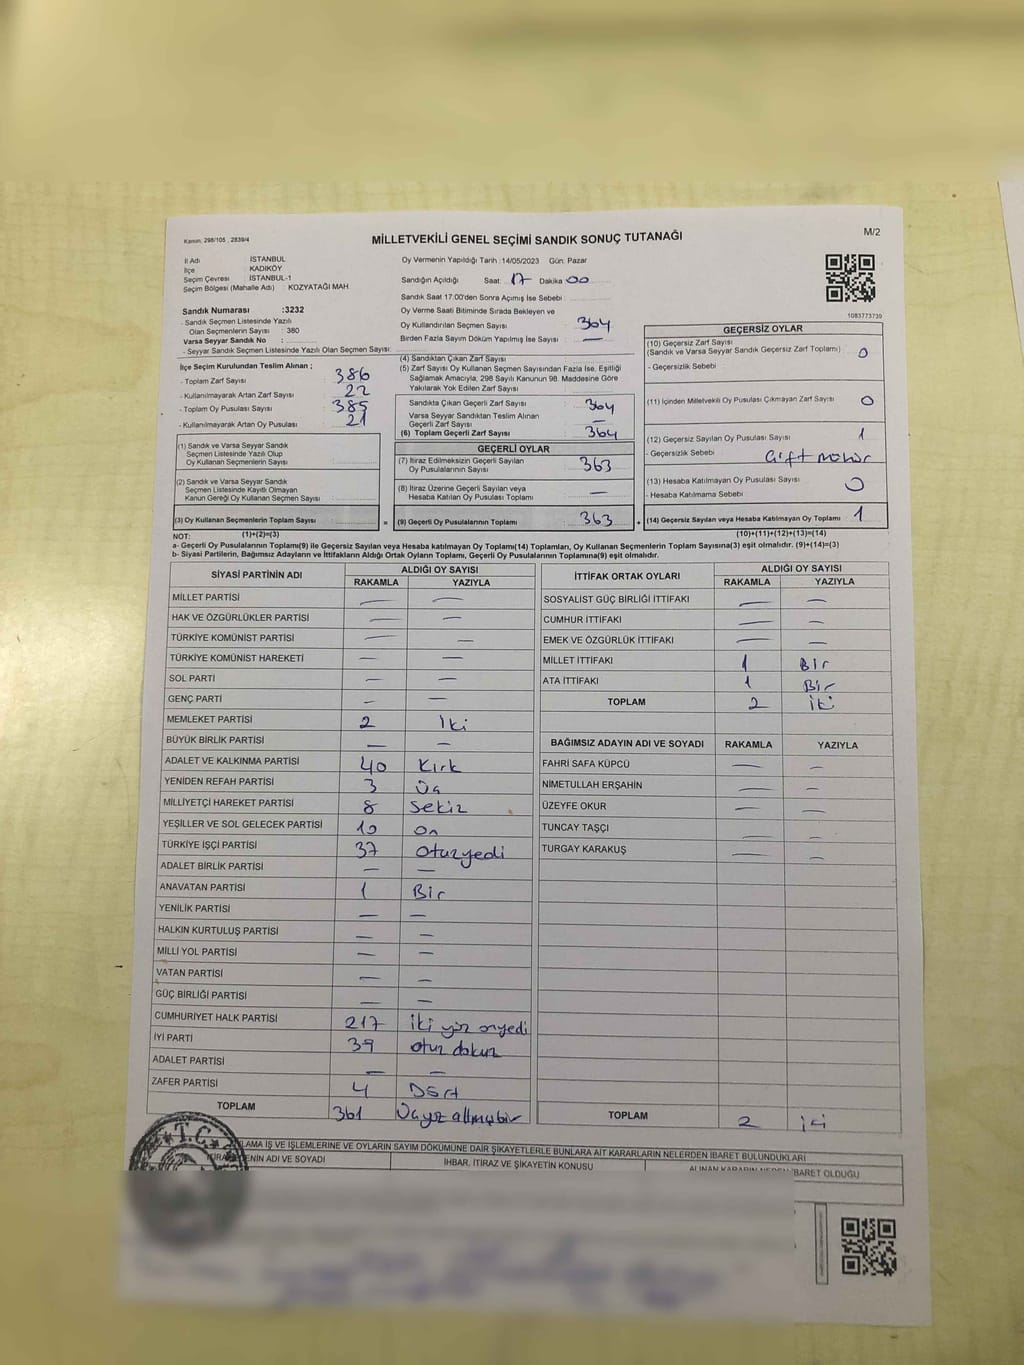 Kanun. 298/105 , 2839/4
MİLLETVEKİLİ GENEL SEÇİMİ SANDIK SONUÇ TUTANAĞI
M/2
İl Adı : İSTANBUL
İlçe : KADIKÖY
Seçim Çevresi : İSTANBUL-1
Seçim Bölgesi (Mahalle Adı) : KOZYATAĞI MAH.
Sandık Numarası :3232
- Sandık Seçmen Listesinde Yazılı
Olan Seçmenlerin Sayısı : 380
Varsa Seyyar Sandık No :
- Seyyar Sandık Seçmen Listesinde Yazılı Olan Seçmen Sayısı:
İlçe Seçim Kurulundan Teslim Alınan ;
- Toplam Zarf Sayısı : 386
- Kullanılmayarak Artan Zarf Sayısı : 22
- Toplam Oy Pusulası Sayısı : 385
- Kullanılmayarak Artan Oy Pusulası : 21
(1) Sandık ve Varsa Seyyar Sandık
Seçmen Listesinde Yazılı Olup
Oy Kullanan Seçmenlerin Sayısı :
(2) Sandık ve Varsa Seyyar Sandık
Seçmen Listesinde Kayıtlı Olmayan
Kanun Gereği Oy Kullanan Seçmen Sayısı :
(3) Oy Kullanan Seçmenlerin Toplam Sayısı :
Oy Vermenin Yapıldığı Tarih :14/05/2023 Gün: Pazar
Sandığın Açıldığı Saat: 17 Dakika :00
Sandık Saat 17.00'den Sonra Açımış İse Sebebi :
Oy Verme Saati Bitiminde Sırada Bekleyen ve
Oy Kullandırılan Seçmen Sayısı : 364
Birden Fazla Sayım Döküm Yapılmış İse Sayısı : —
(4) Sandıktan Çıkan Zarf Sayısı :
(5) Zarf Sayısı Oy Kullanan Seçmen Sayısından Fazla İse, Eşitliği
Sağlamak Amacıyla, 298 Sayılı Kanunun 98. Maddesine Göre
Yakılarak Yok Edilen Zarf Sayısı :
Sandıkta Çıkan Geçerli Zarf Sayısı : 364
Varsa Seyyar Sandıktan Teslim Alınan
Geçerli Zarf Sayısı : —
(6) Toplam Geçerli Zarf Sayısı : 364
GEÇERLİ OYLAR
(7) İtiraz Edilmeksizin Geçerli Sayılan
Oy Pusulalarının Sayısı : 363
(8) İtiraz Üzerine Geçerli Sayılan veya
Hesaba Katılan Oy Pusulası Toplamı : —
= (9) Geçerli Oy Pusulalarının Toplamı : 363
1083773739
GEÇERSİZ OYLAR
(10) Geçersiz Zarf Sayısı
(Sandık ve Varsa Seyyar Sandık Geçersiz Zarf Toplamı) : 0
- Geçersizlik Sebebi :
(11) İçinden Milletvekili Oy Pusulası Çıkmayan Zarf Sayısı : 0
(12) Geçersiz Sayılan Oy Pusulası Sayısı : 1
- Geçersizlik Sebebi : Çift mühür
(13) Hesaba Katılmayan Oy Pusulası Sayısı : 0
- Hesaba Katılmama Sebebi :
+ (14) Geçersiz Sayılan veya Hesaba Katılmayan Oy Toplamı : 1
NOT: (1)+(2)=(3) (10)+(11)+(12)+(13)=(14)
a- Geçerli Oy Pusulalarının Toplamı(9) ile Geçersiz Sayılan veya Hesaba katılmayan Oy Toplamı(14) Toplamları, Oy Kullanan Seçmenlerin Toplam Sayısına(3) eşit olmalıdır. (9)+(14)=(3)
b- Siyasi Partilerin, Bağımsız Adayların ve İttifakların Aldığı Ortak Oyların Toplamı, Geçerli Oy Pusulalarının Toplamına(9) eşit olmalıdır.
SİYASİ PARTİNİN ADI ALDIĞI OY SAYISI
RAKAMLA YAZIYLA
MİLLET PARTİSİ — —
HAK VE ÖZGÜRLÜKLER PARTİSİ — —
TÜRKİYE KOMÜNİST PARTİSİ — —
TÜRKİYE KOMÜNİST HAREKETİ — —
SOL PARTİ — —
GENÇ PARTİ — —
MEMLEKET PARTİSİ 2 İki
BÜYÜK BİRLİK PARTİSİ — —
ADALET VE KALKINMA PARTİSİ 40 Kırk
YENİDEN REFAH PARTİSİ 3 Üç
MİLLİYETÇİ HAREKET PARTİSİ 8 Sekiz
YEŞİLLER VE SOL GELECEK PARTİSİ 10 On
TÜRKİYE İŞÇİ PARTİSİ 37 Otuzyedi
ADALET BİRLİK PARTİSİ — —
ANAVATAN PARTİSİ 1 Bir
YENİLİK PARTİSİ — —
HALKIN KURTULUŞ PARTİSİ — —
MİLLİ YOL PARTİSİ — —
VATAN PARTİSİ — —
GÜÇ BİRLİĞİ PARTİSİ — —
CUMHURİYET HALK PARTİSİ 217 İki yüz onyedi
İYİ PARTİ 39 otuz dokuz
ADALET PARTİSİ — —
ZAFER PARTİSİ 4 Dört
TOPLAM 361 Üçyüz altmışbir
İTTİFAK ORTAK OYLARI ALDIĞI OY SAYISI
RAKAMLA YAZIYLA
SOSYALİST GÜÇ BİRLİĞİ İTTİFAKI — —
CUMHUR İTTİFAKI — —
EMEK VE ÖZGÜRLÜK İTTİFAKI — —
MİLLET İTTİFAKI 1 Bir
ATA İTTİFAKI 1 Bir
TOPLAM 2 İki
BAĞIMSIZ ADAYIN ADI VE SOYADI RAKAMLA YAZIYLA
FAHRİ SAFA KÜPCÜ — —
NİMETULLAH ERŞAHİN — —
ÜZEYFE OKUR — —
TUNCAY TAŞÇI — —
TURGAY KARAKUŞ — —
TOPLAM 2 iki
LAMA İŞ VE İŞLEMLERİNE VE OYLARIN SAYIM DÖKÜMÜNE DAİR ŞİKAYETLERLE BUNLARA AİT KARARLARIN NELERDEN İBARET BULUNDUKLARI
ADI VE SOYADI İHBAR, İTİRAZ VE ŞİKAYETİN KONUSU ALINAN KARARIN NEDEN İBARET OLDUĞU
T.C.